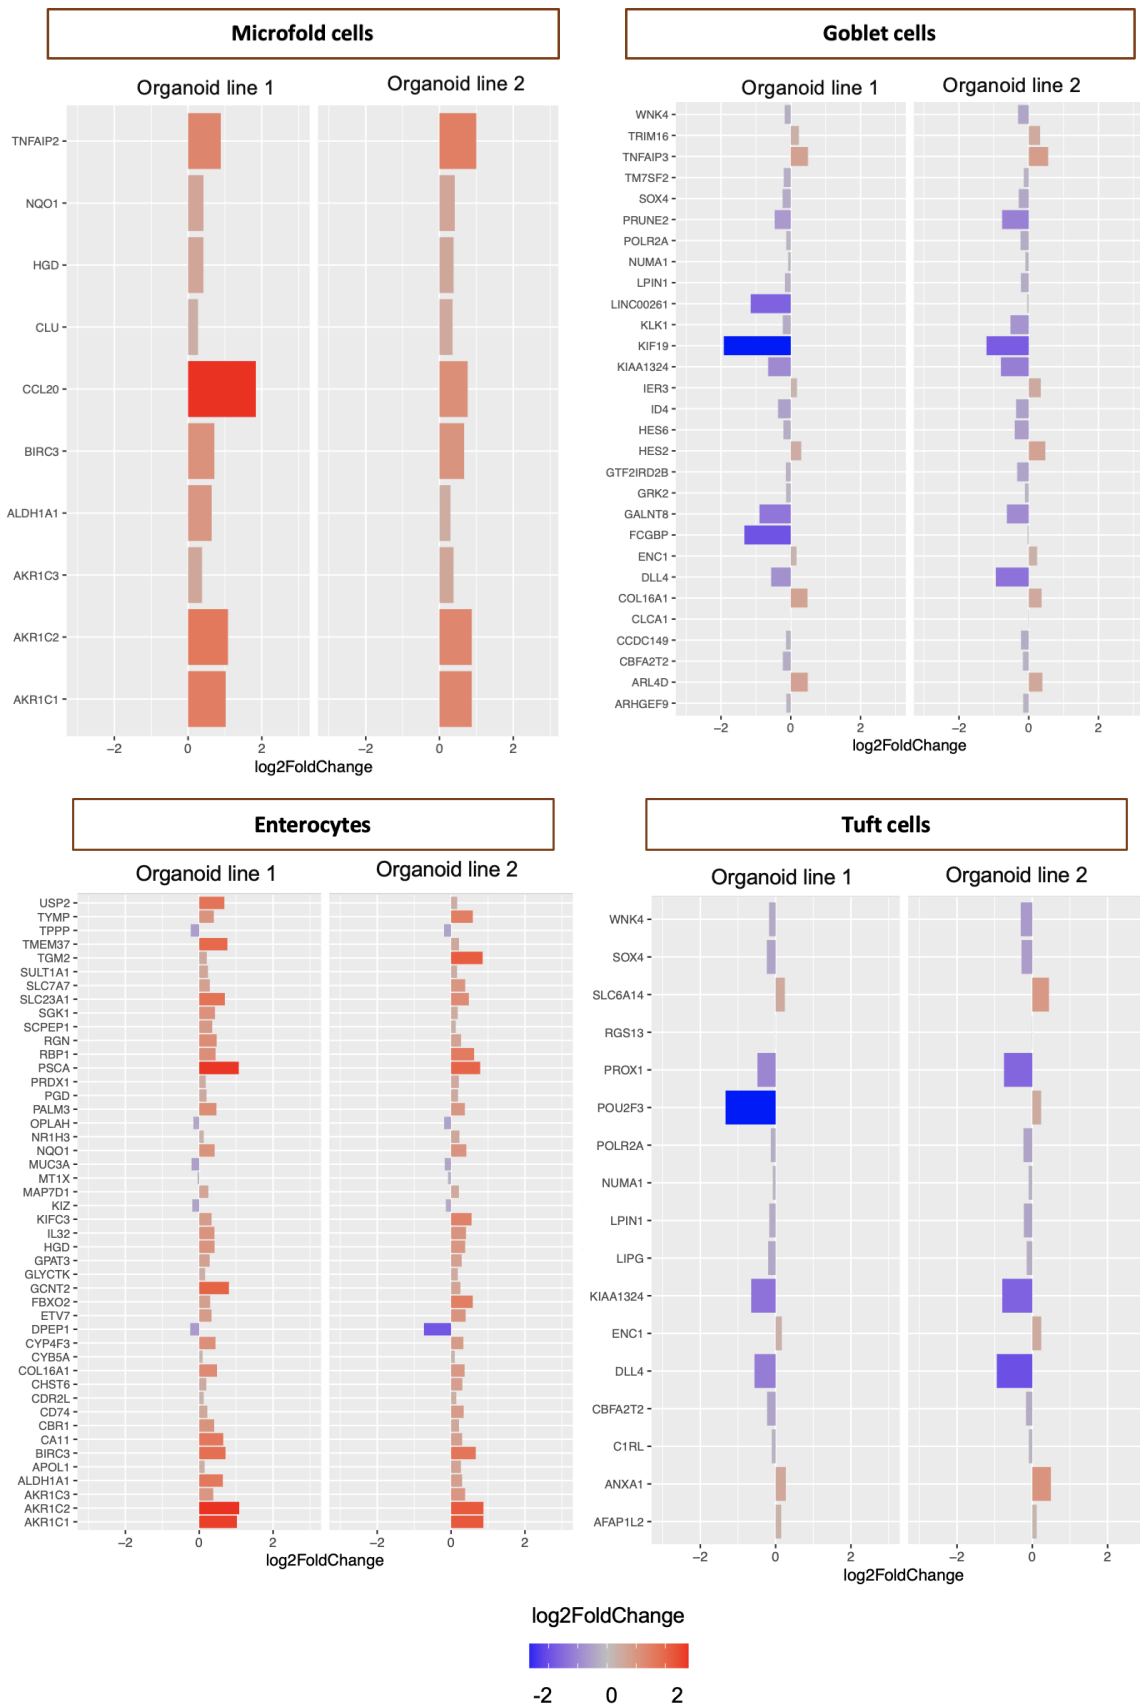 Microfold cells
Organoid line 1
Organoid line 2
TNFAIP2
NQO1
HGD
CLU
CCL20
BIRC3
ALDH1A1
AKR1C3
AKR1C2
AKR1C1
−2 0 2 −2 0 2
log2FoldChange
Goblet cells
Organoid line 1
Organoid line 2
WNK4
TRIM16
TNFAIP3
TM7SF2
SOX4
PRUNE2
POLR2A
NUMA1
LPIN1
LINC00261
KLK1
KIF19
KIAA1324
IER3
ID4
HES6
HES2
GTF2IRD2B
GRK2
GALNT8
FCGBP
ENC1
DLL4
COL16A1
CLCA1
CCDC149
CBFA2T2
ARL4D
ARHGEF9
−2 0 2 −2 0 2
log2FoldChange
Enterocytes
Organoid line 1
Organoid line 2
USP2
TYMP
TPPP
TMEM37
TGM2
SULT1A1
SLC7A7
SLC23A1
SGK1
SCPEP1
RGN
RBP1
PSCA
PRDX1
PGD
PALM3
OPLAH
NR1H3
NQO1
MUC3A
MT1X
MAP7D1
KIZ
KIFC3
IL32
HGD
GPAT3
GLYCTK
GCNT2
FBXO2
ETV7
DPEP1
CYP4F3
CYB5A
COL16A1
CHST6
CDR2L
CD74
CBR1
CA11
BIRC3
APOL1
ALDH1A1
AKR1C3
AKR1C2
AKR1C1
−2 0 2 −2 0 2
log2FoldChange
Tuft cells
Organoid line 1
Organoid line 2
WNK4
SOX4
SLC6A14
RGS13
PROX1
POU2F3
POLR2A
NUMA1
LPIN1
LIPG
KIAA1324
ENC1
DLL4
CBFA2T2
C1RL
ANXA1
AFAP1L2
−2 0 2 −2 0 2
log2FoldChange
log2FoldChange
-2 0 2